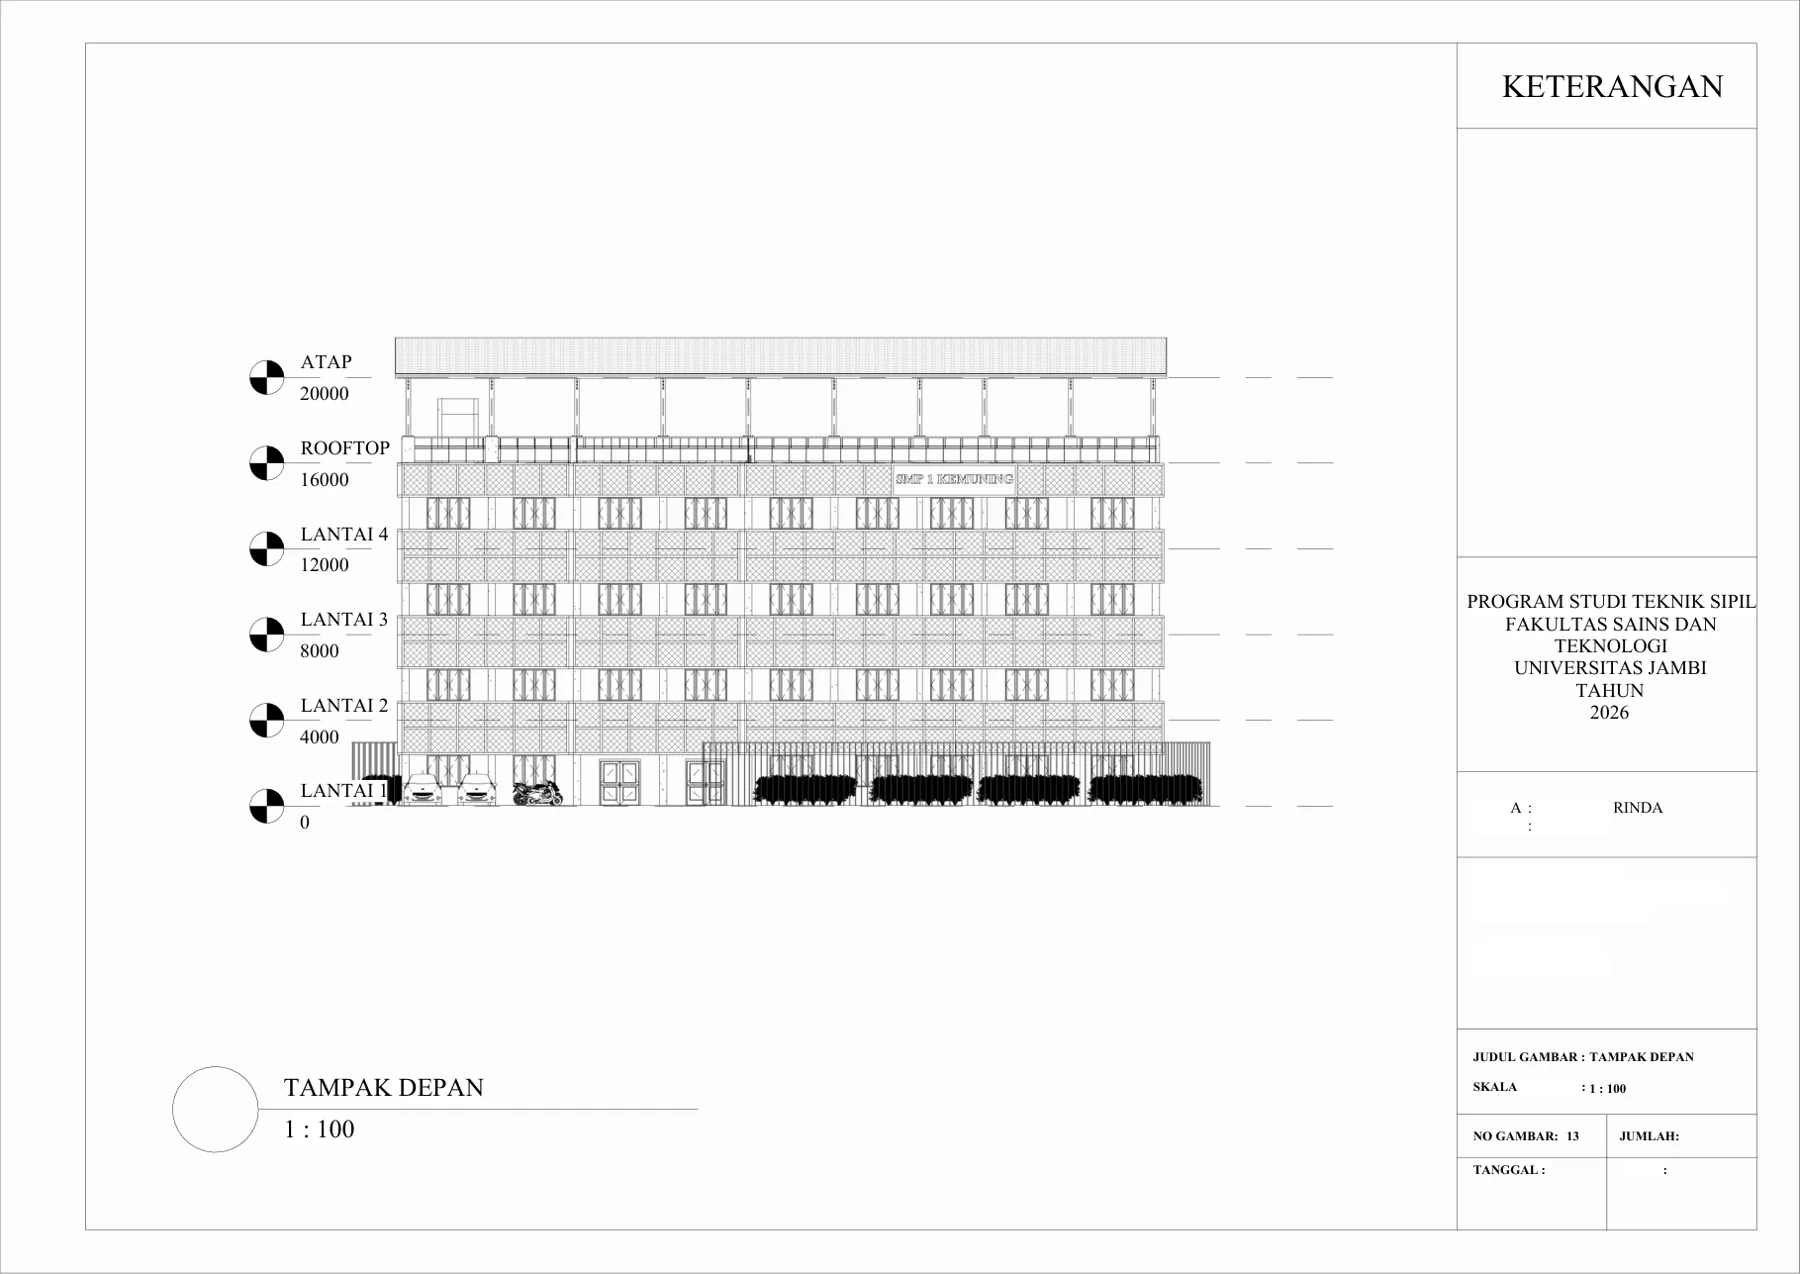 KETERANGAN
ATAP
20000
ROOFTOP
16000
SMP 1 KEMUNING
LANTAI 4
12000
LANTAI 3
8000
LANTAI 2
4000
LANTAI 1
0
PROGRAM STUDI TEKNIK SIPIL
FAKULTAS SAINS DAN
TEKNOLOGI
UNIVERSITAS JAMBI
TAHUN
2026
A : RINDA
:
TAMPAK DEPAN
1 : 100
JUDUL GAMBAR : TAMPAK DEPAN
SKALA : 1 : 100
NO GAMBAR: 13
JUMLAH:
TANGGAL :
: